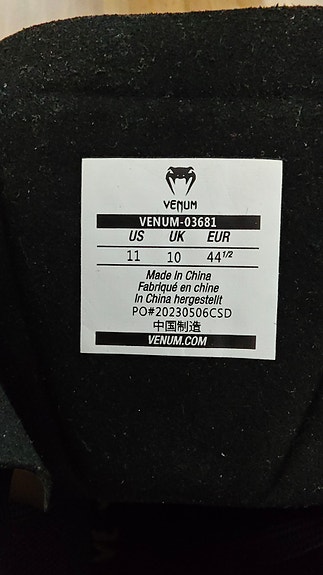 VENUM
VENUM-03681
US UK EUR
11 10 44 1/2
Made In China
Fabriqué en chine
In China hergestellt
PO#20230506CSD
中国制造
VENUM.COM